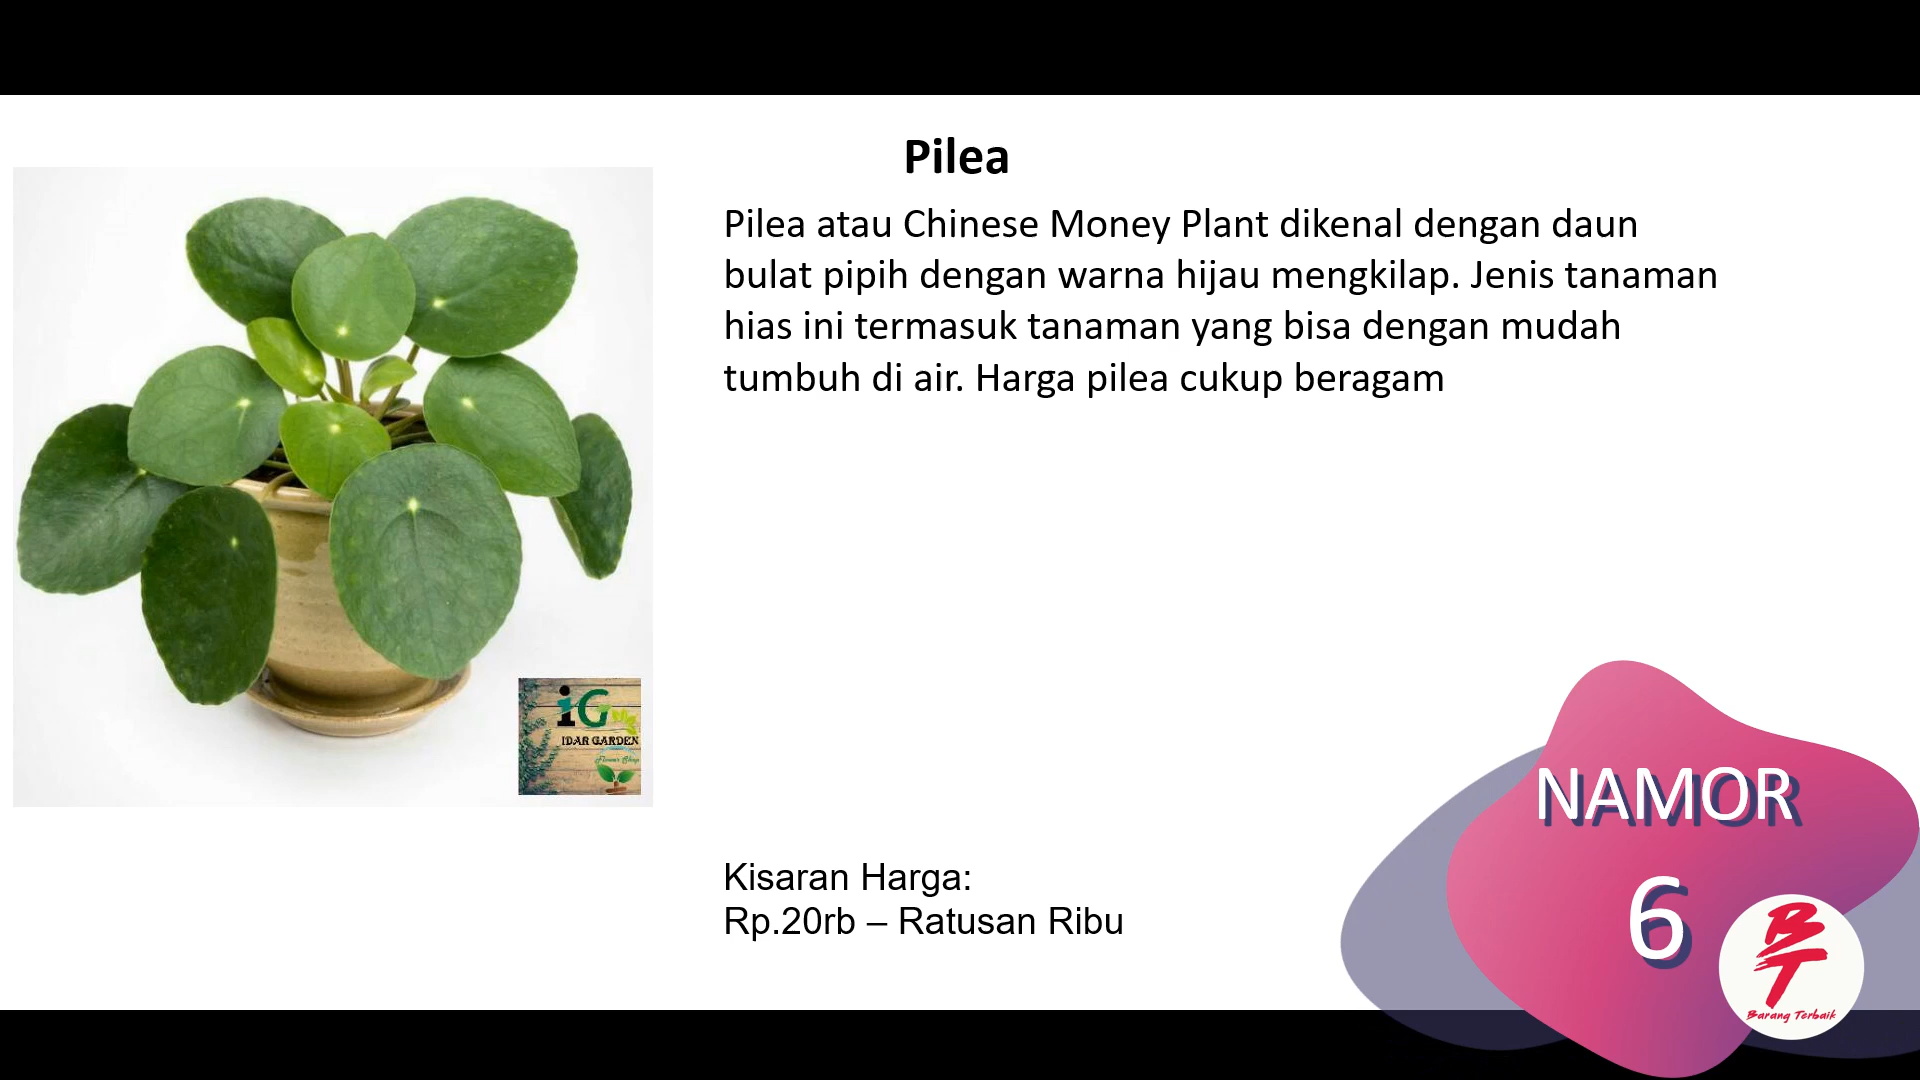 Pilea
Pilea atau Chinese Money Plant dikenal dengan daun
bulat pipih dengan warna hijau mengkilap. Jenis tanaman
hias ini termasuk tanaman yang bisa dengan mudah
tumbuh di air. Harga pilea cukup beragam
iG
IDAR GARDEN
Flower Shop
Kisaran Harga:
Rp.20rb – Ratusan Ribu
NAMOR
6
BT
Barang Terbaik